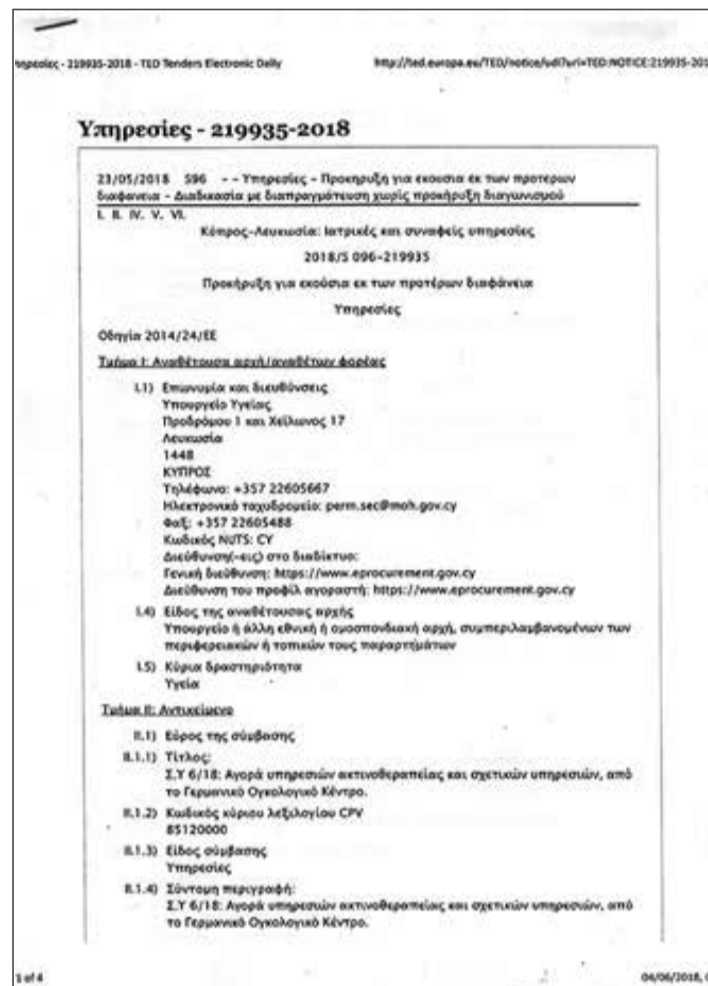 πηρεσίες - 219935-2018 - TED Tenders Electronic Daily
http://ted.europa.eu/TED/notice/udl?uri=TED:NOTICE:219935-201
Υπηρεσίες - 219935-2018
23/05/2018 S96 - - Υπηρεσίες - Προκηρυξη για εκουσια εκ των προτερων
διαφανεια - Διαδικασία με διαπραγμάτευση χωρίς προκήρυξη διαγωνισμού
I. II. IV. V. VI.
Κύπρος-Λευκωσία: Ιατρικές και συναφείς υπηρεσίες
2018/S 096-219935
Προκήρυξη για εκούσια εκ των προτέρων διαφάνεια
Υπηρεσίες
Οδηγία 2014/24/ΕΕ
Τμήμα I: Αναθέτουσα αρχή/αναθέτων φορέας
I.1) Επωνυμία και διευθύνσεις
Υπουργείο Υγείας
Προδρόμου 1 και Χείλωνος 17
Λευκωσία
1448
ΚΥΠΡΟΣ
Τηλέφωνο: +357 22605667
Ηλεκτρονικό ταχυδρομείο: perm.sec@moh.gov.cy
Φαξ: +357 22605488
Κωδικός NUTS: CY
Διεύθυνση(-εις) στο διαδίκτυο:
Γενική διεύθυνση: https://www.eprocurement.gov.cy
Διεύθυνση του προφίλ αγοραστή: https://www.eprocurement.gov.cy
I.4) Είδος της αναθέτουσας αρχής
Υπουργείο ή άλλη εθνική ή ομοσπονδιακή αρχή, συμπεριλαμβανομένων των
περιφερειακών ή τοπικών τους παραρτημάτων
I.5) Κύρια δραστηριότητα
Υγεία
Τμήμα II: Αντικείμενο
II.1) Εύρος της σύμβασης
II.1.1) Τίτλος:
Σ.Υ 6/18: Αγορά υπηρεσιών ακτινοθεραπείας και σχετικών υπηρεσιών, από
το Γερμανικό Ογκολογικό Κέντρο.
II.1.2) Κωδικός κύριου λεξιλογίου CPV
85120000
II.1.3) Είδος σύμβασης
Υπηρεσίες
II.1.4) Σύντομη περιγραφή:
Σ.Υ 6/18: Αγορά υπηρεσιών ακτινοθεραπείας και σχετικών υπηρεσιών, από
το Γερμανικό Ογκολογικό Κέντρο.
of 4
04/06/2018,